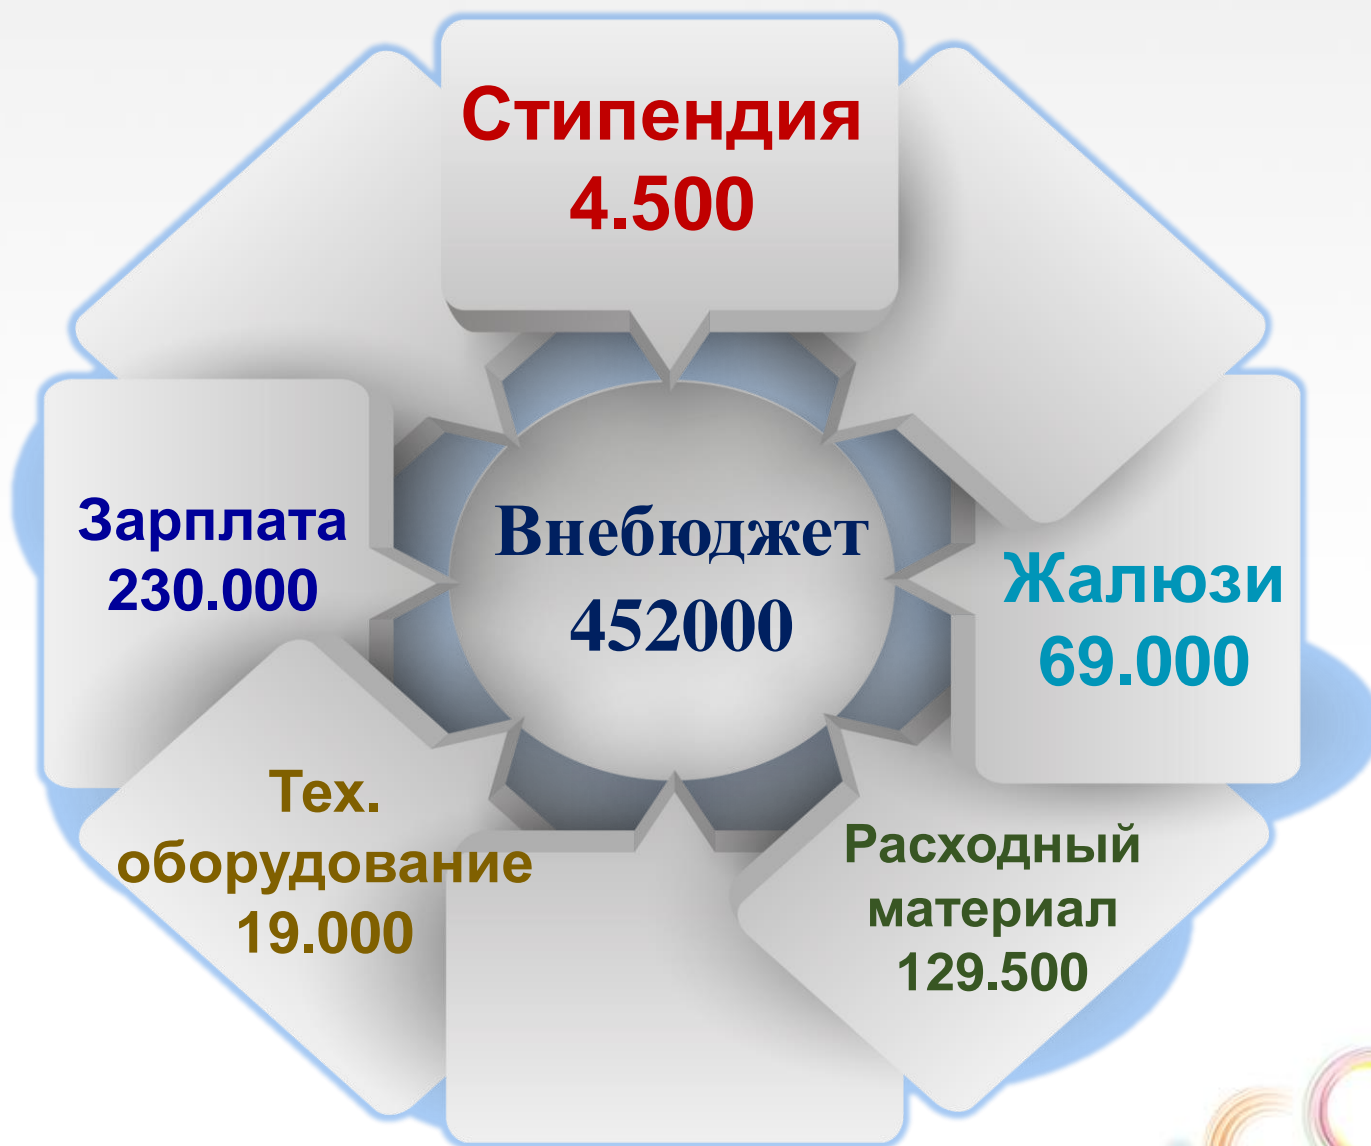 Стипендия
4.500
Зарплата
230.000
Внебюджет
452000
Жалюзи
69.000
Тех.
оборудование
19.000
Расходный
материал
129.500